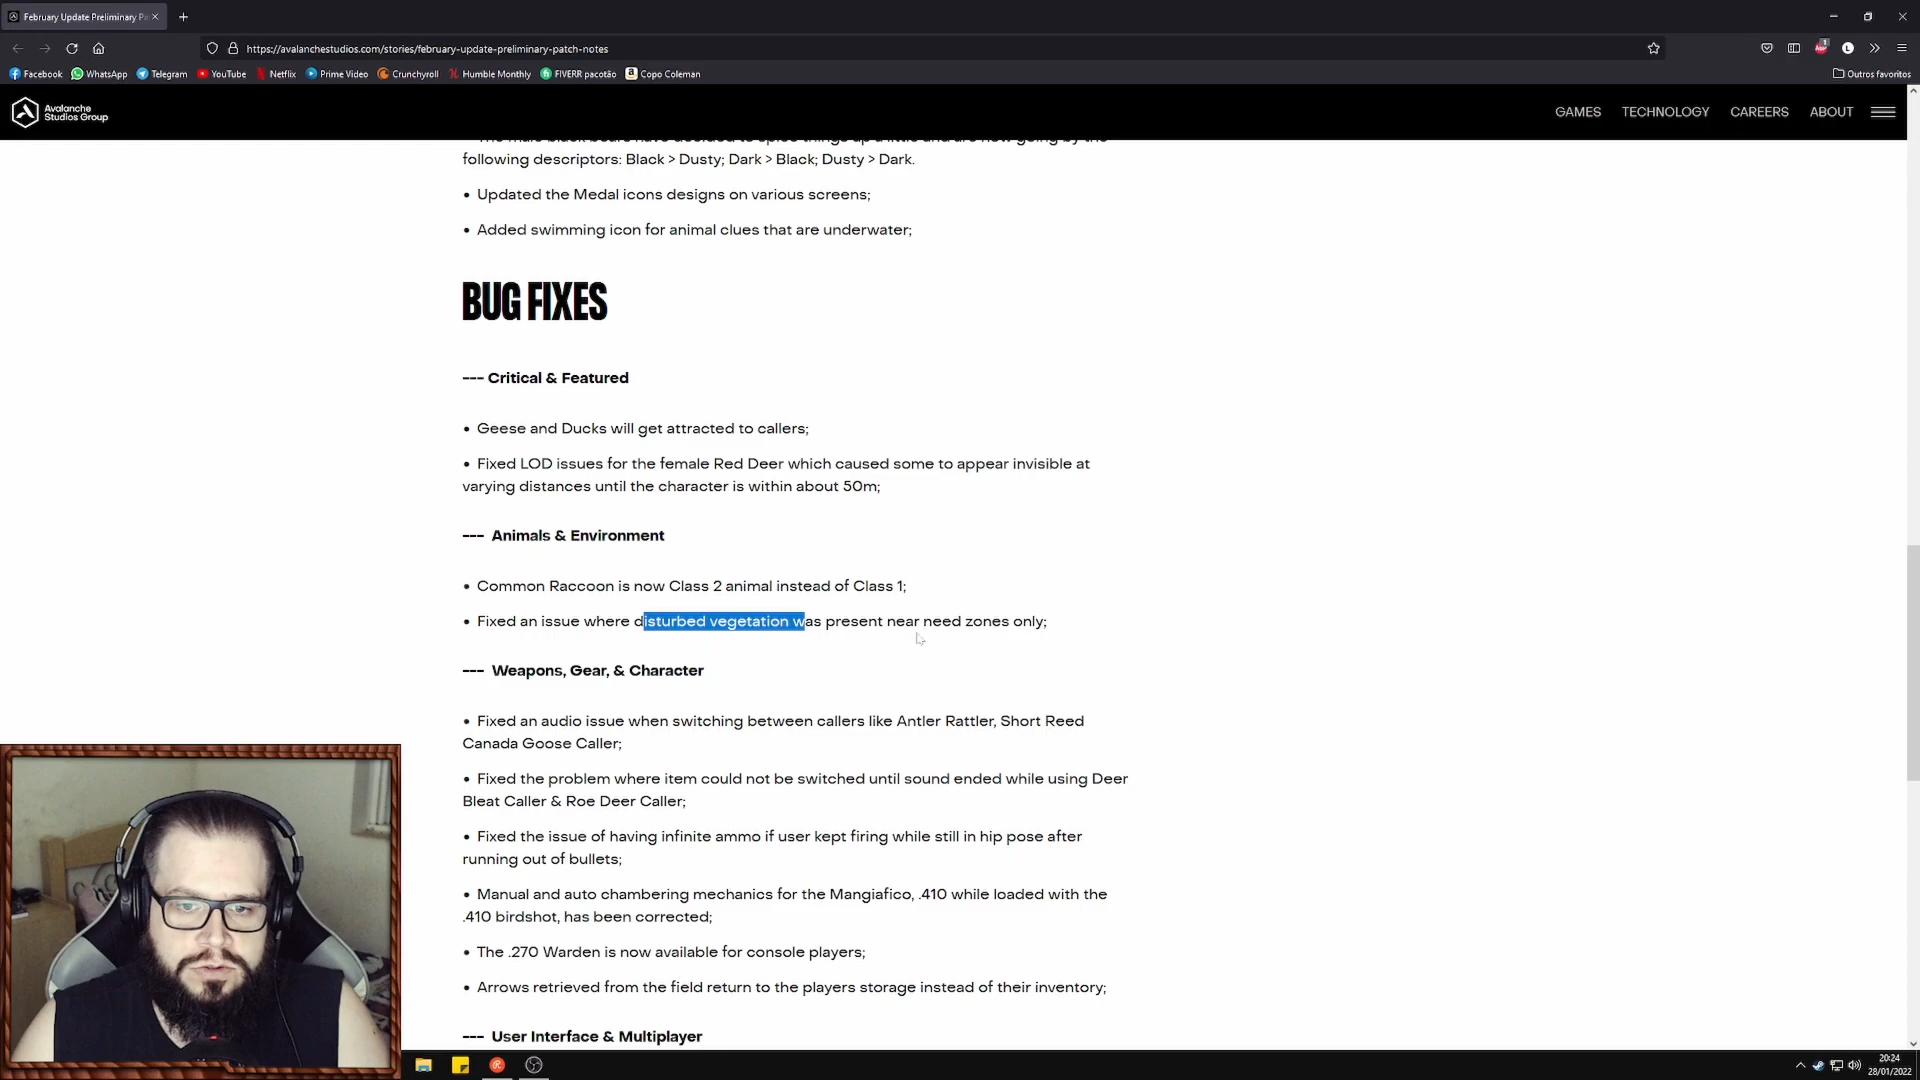 February Update Preliminary Pa
https://avalanchestudios.com/stories/february-update-preliminary-patch-notes
Facebook WhatsApp Telegram YouTube Netflix Prime Video Crunchyroll Humble Monthly FIVERR pacotão Copo Coleman Outros favoritos
Avalanche
Studios Group
GAMES TECHNOLOGY CAREERS ABOUT
following descriptors: Black > Dusty; Dark > Black; Dusty > Dark.
• Updated the Medal icons designs on various screens;
• Added swimming icon for animal clues that are underwater;
BUG FIXES
--- Critical & Featured
• Geese and Ducks will get attracted to callers;
• Fixed LOD issues for the female Red Deer which caused some to appear invisible at
varying distances until the character is within about 50m;
--- Animals & Environment
• Common Raccoon is now Class 2 animal instead of Class 1;
• Fixed an issue where disturbed vegetation was present near need zones only;
--- Weapons, Gear, & Character
• Fixed an audio issue when switching between callers like Antler Rattler, Short Reed
Canada Goose Caller;
• Fixed the problem where item could not be switched until sound ended while using Deer
Bleat Caller & Roe Deer Caller;
• Fixed the issue of having infinite ammo if user kept firing while still in hip pose after
running out of bullets;
• Manual and auto chambering mechanics for the Mangiafico, .410 while loaded with the
.410 birdshot, has been corrected;
• The .270 Warden is now available for console players;
• Arrows retrieved from the field return to the players storage instead of their inventory;
--- User Interface & Multiplayer
20:24
28/01/2022